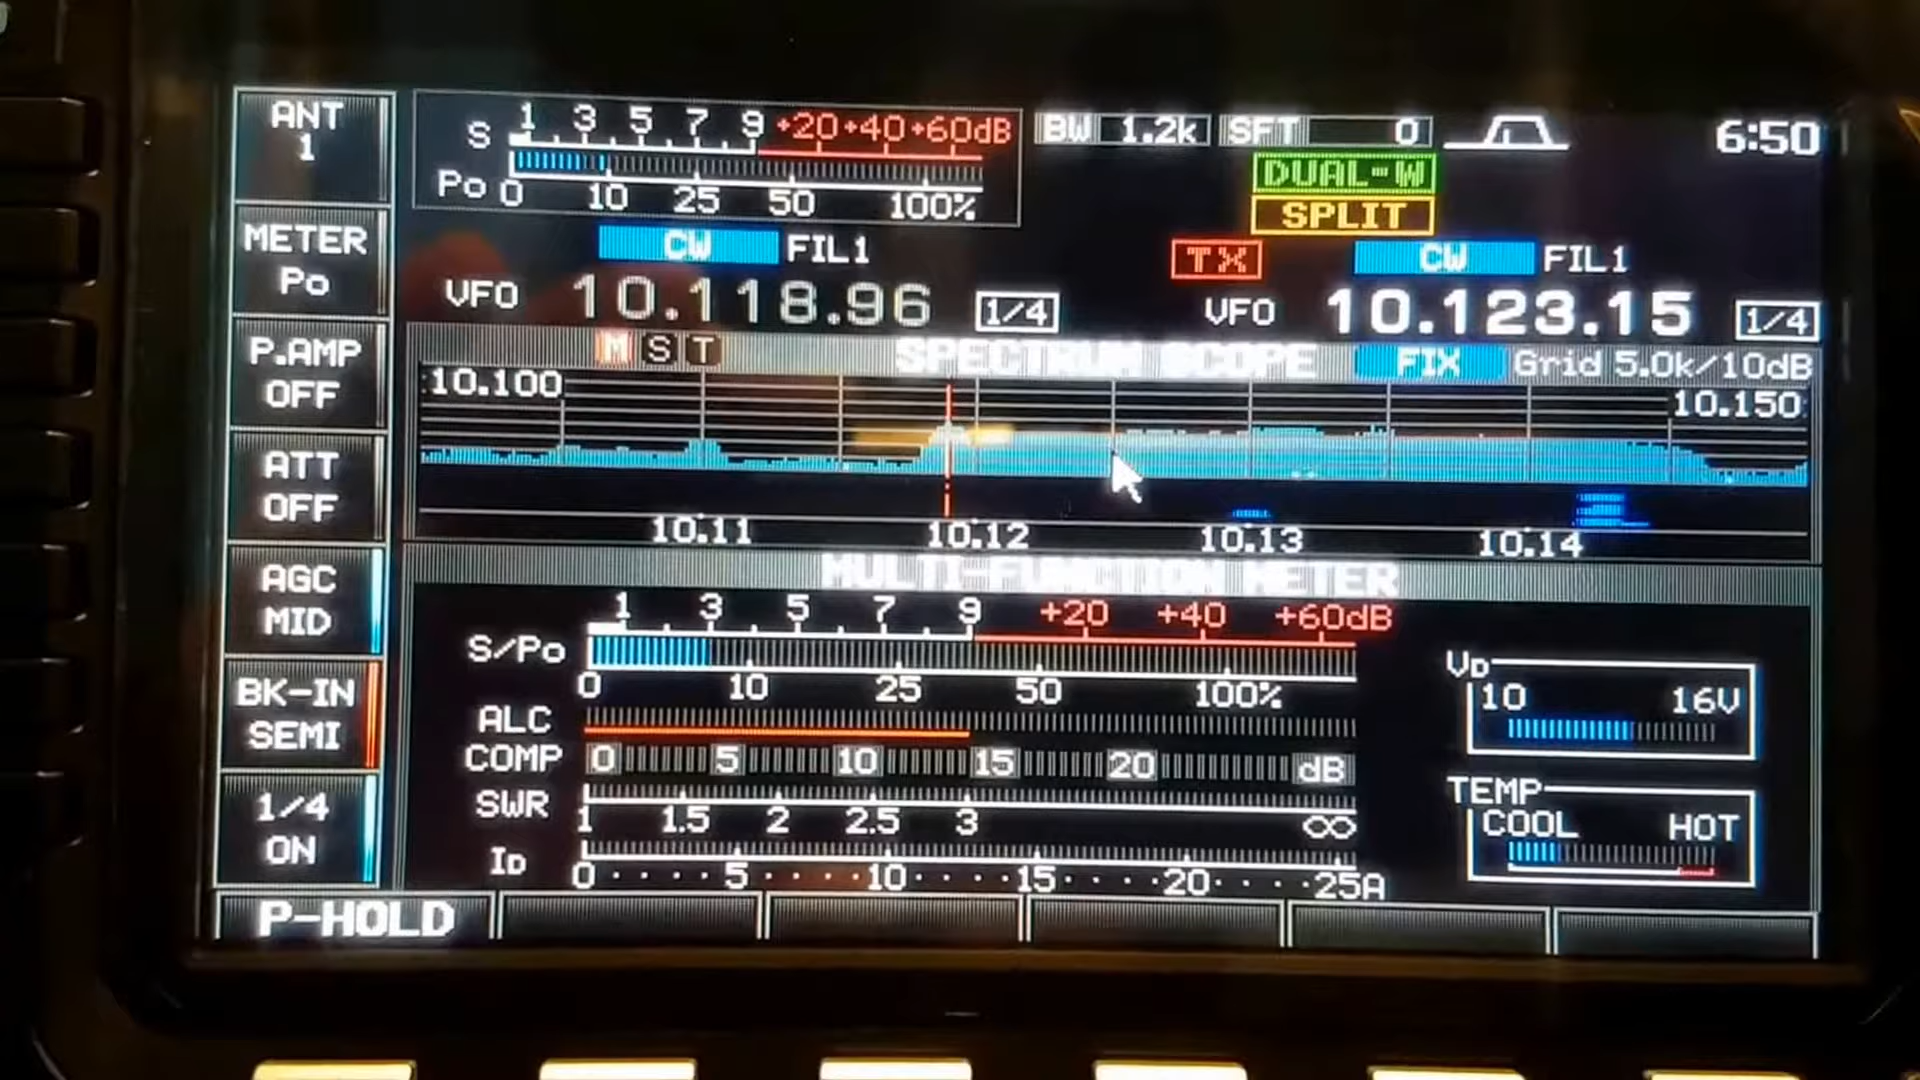 ANT
1
METER
Po
P.AMP
OFF
ATT
OFF
AGC
MID
BK-IN
SEMI
1/4
ON
S 1 3 5 7 9 +20 +40 +60dB
Po 0 10 25 50 100%
BW 1.2k SFT 0
6:50
DUAL-W
SPLIT
CW FIL1
TX CW FIL1
VFO 10.118.96 1/4
VFO 10.123.15 1/4
M S T SPECTRUM SCOPE FIX Grid 5.0k/10dB
10.100 10.150
10.11 10.12 10.13 10.14
MULTI-FUNCTION METER
1 3 5 7 9 +20 +40 +60dB
S/Po
0 10 25 50 100%
ALC
COMP 0 5 10 15 20 dB
SWR
1 1.5 2 2.5 3 ∞
ID
0 5 10 15 20 25A
VD
10 16V
TEMP
COOL HOT
P-HOLD